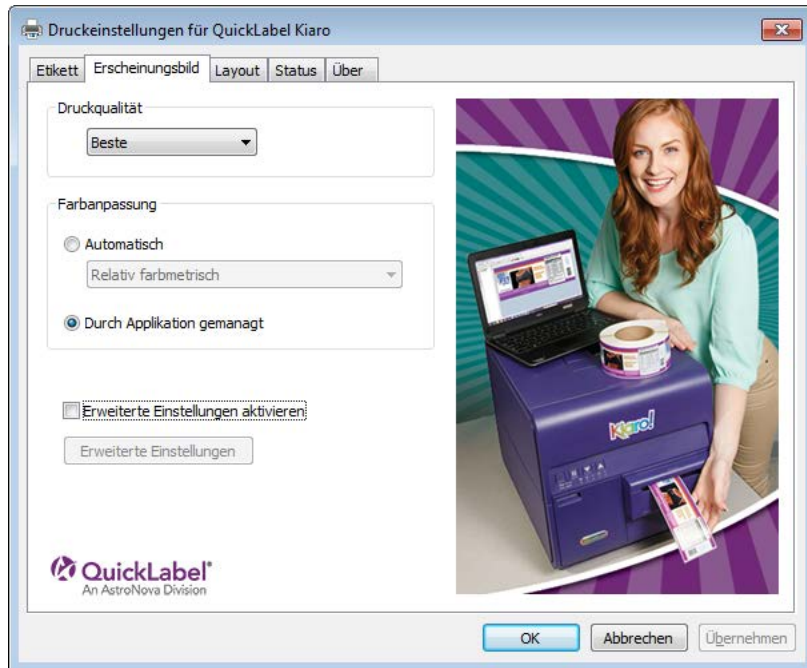 Druckeinstellungen für QuickLabel Kiaro
Etikett
Erscheinungsbild
Layout
Status
Über
Druckqualität
Beste
Farbanpassung
Automatisch
Relativ farbmetrisch
Durch Applikation gemanagt
Erweiterte Einstellungen aktivieren
Erweiterte Einstellungen
Kiaro!
QuickLabel®
An AstroNova Division
OK
Abbrechen
Übernehmen